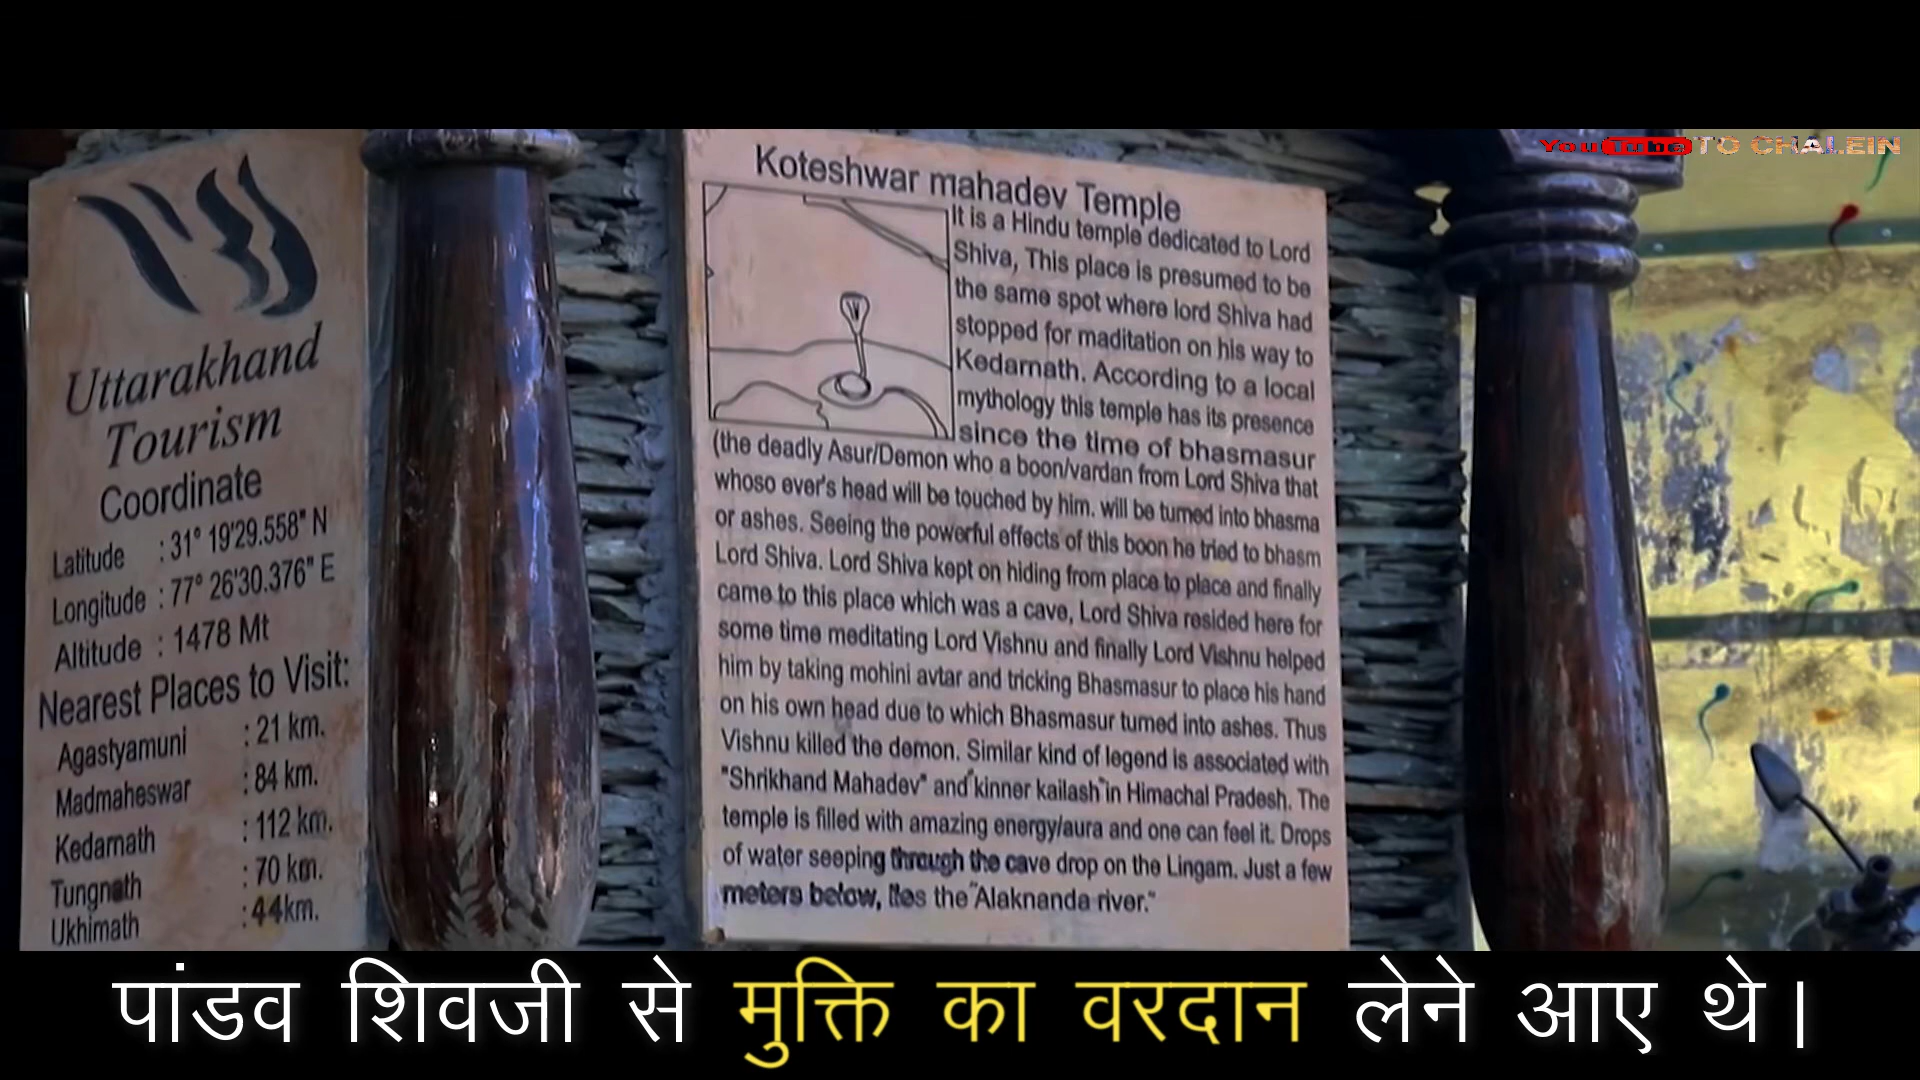 YouTube TO CHALEIN
Uttarakhand
Tourism
Coordinate
Latitude : 31° 19'29.558" N
Longitude : 77° 26'30.376" E
Altitude : 1478 Mt
Nearest Places to Visit:
Agastyamuni : 21 km.
Madmaheswar : 84 km.
Kedarnath : 112 km.
Tungnath : 70 km.
Ukhimath : 44km.
Koteshwar mahadev Temple
It is a Hindu temple dedicated to Lord
Shiva, This place is presumed to be
the same spot where lord Shiva had
stopped for maditation on his way to
Kedarnath. According to a local
mythology this temple has its presence
since the time of bhasmasur
(the deadly Asur/Demon who a boon/vardan from Lord Shiva that
whoso ever's head will be touched by him. will be turned into bhasma
or ashes. Seeing the powerful effects of this boon he tried to bhasm
Lord Shiva. Lord Shiva kept on hiding from place to place and finally
came to this place which was a cave, Lord Shiva resided here for
some time meditating Lord Vishnu and finally Lord Vishnu helped
him by taking mohini avtar and tricking Bhasmasur to place his hand
on his own head due to which Bhasmasur turned into ashes. Thus
Vishnu killed the demon. Similar kind of legend is associated with
"Shrikhand Mahadev" and "kinner kailash" in Himachal Pradesh. The
temple is filled with amazing energy/aura and one can feel it. Drops
of water seeping through the cave drop on the Lingam. Just a few
meters below, lies the "Alaknanda river."
पांडव शिवजी से मुक्ति का वरदान लेने आए थे।